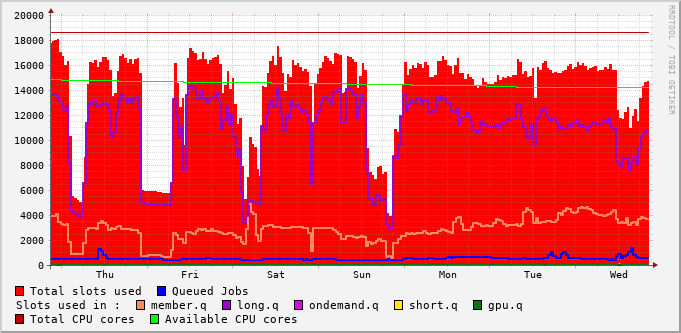 RRDTOOL / TOBI OETIKER
20000
18000
16000
14000
12000
10000
8000
6000
4000
2000
0
Thu Fri Sat Sun Mon Tue Wed
Total slots used Queued Jobs
Slots used in : member.q long.q ondemand.q short.q gpu.q
Total CPU cores Available CPU cores